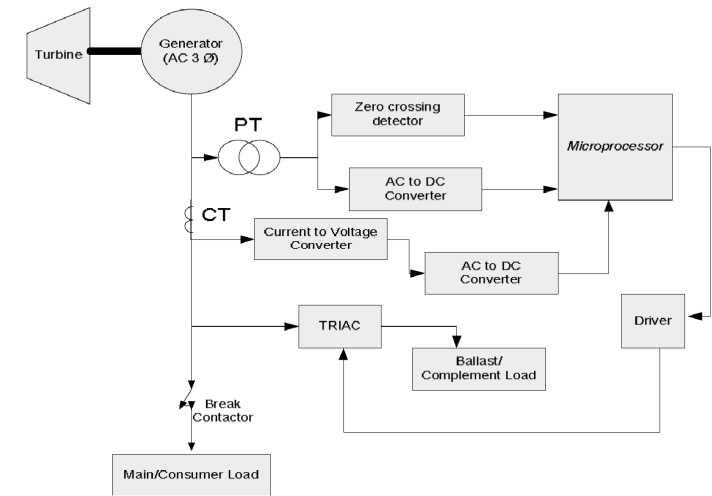 Turbine
Generator
(AC 3 Ø)
PT
Zero crossing
detector
Microprocessor
AC to DC
Converter
CT
Current to Voltage
Converter
AC to DC
Converter
TRIAC
Driver
Ballast/
Complement Load
Break
Contactor
Main/Consumer Load